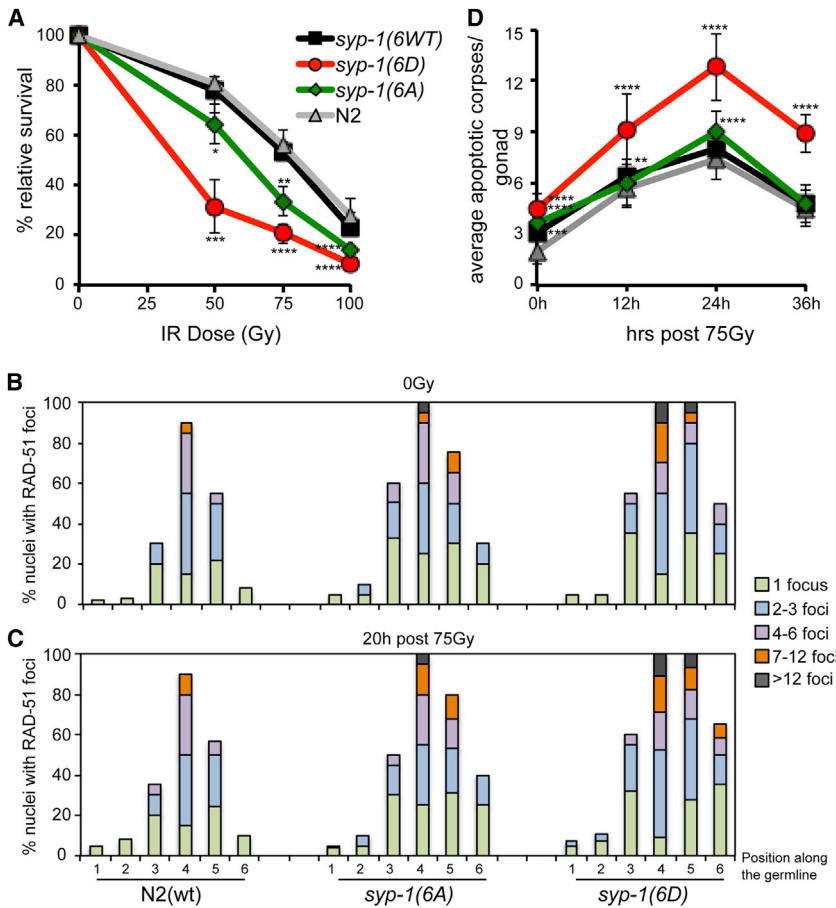 A
% relative survival
100
80
60
40
20
0
0
25
50
75
100
IR Dose (Gy)
syp-1(6WT)
syp-1(6D)
syp-1(6A)
N2
*
***
**
****
****
****
D
average apoptotic corpses/
gonad
15
12
9
6
3
0
0h
12h
24h
36h
hrs post 75Gy
****
****
***
****
**
****
****
****
B
0Gy
% nuclei with RAD-51 foci
100
80
60
40
20
0
C
20h post 75Gy
% nuclei with RAD-51 foci
100
80
60
40
20
0
1 2 3 4 5 6
N2(wt)
1 2 3 4 5 6
syp-1(6A)
1 2 3 4 5 6
syp-1(6D)
Position along
the germline
1 focus
2-3 foci
4-6 foci
7-12 foci
>12 foci